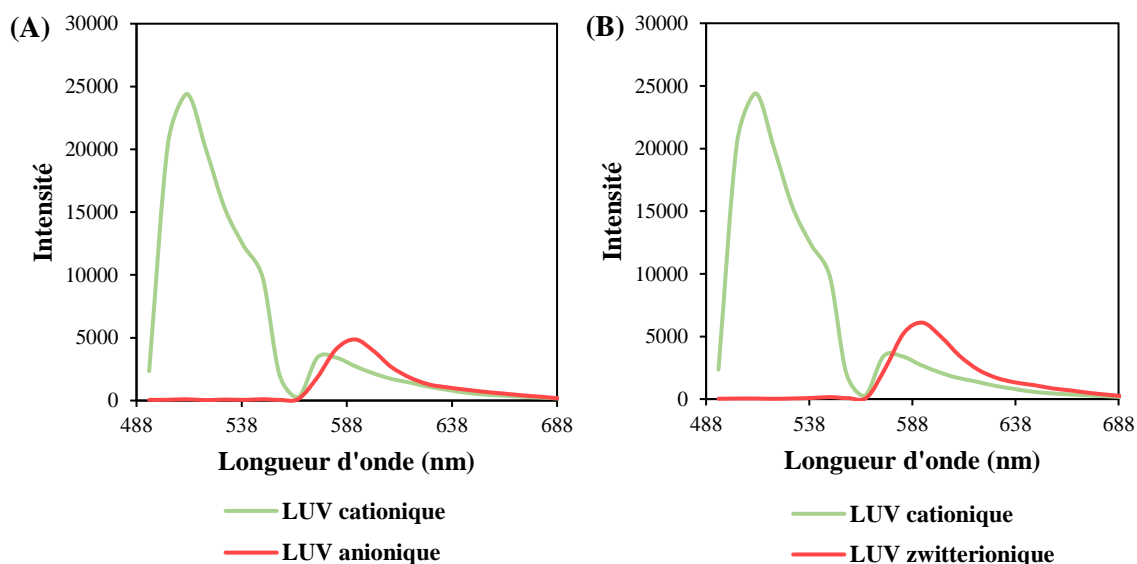 (A)
30000
25000
20000
15000
10000
5000
0
Intensité
488 538 588 638 688
Longueur d'onde (nm)
LUV cationique
LUV anionique
(B)
30000
25000
20000
15000
10000
5000
0
Intensité
488 538 588 638 688
Longueur d'onde (nm)
LUV cationique
LUV zwitterionique